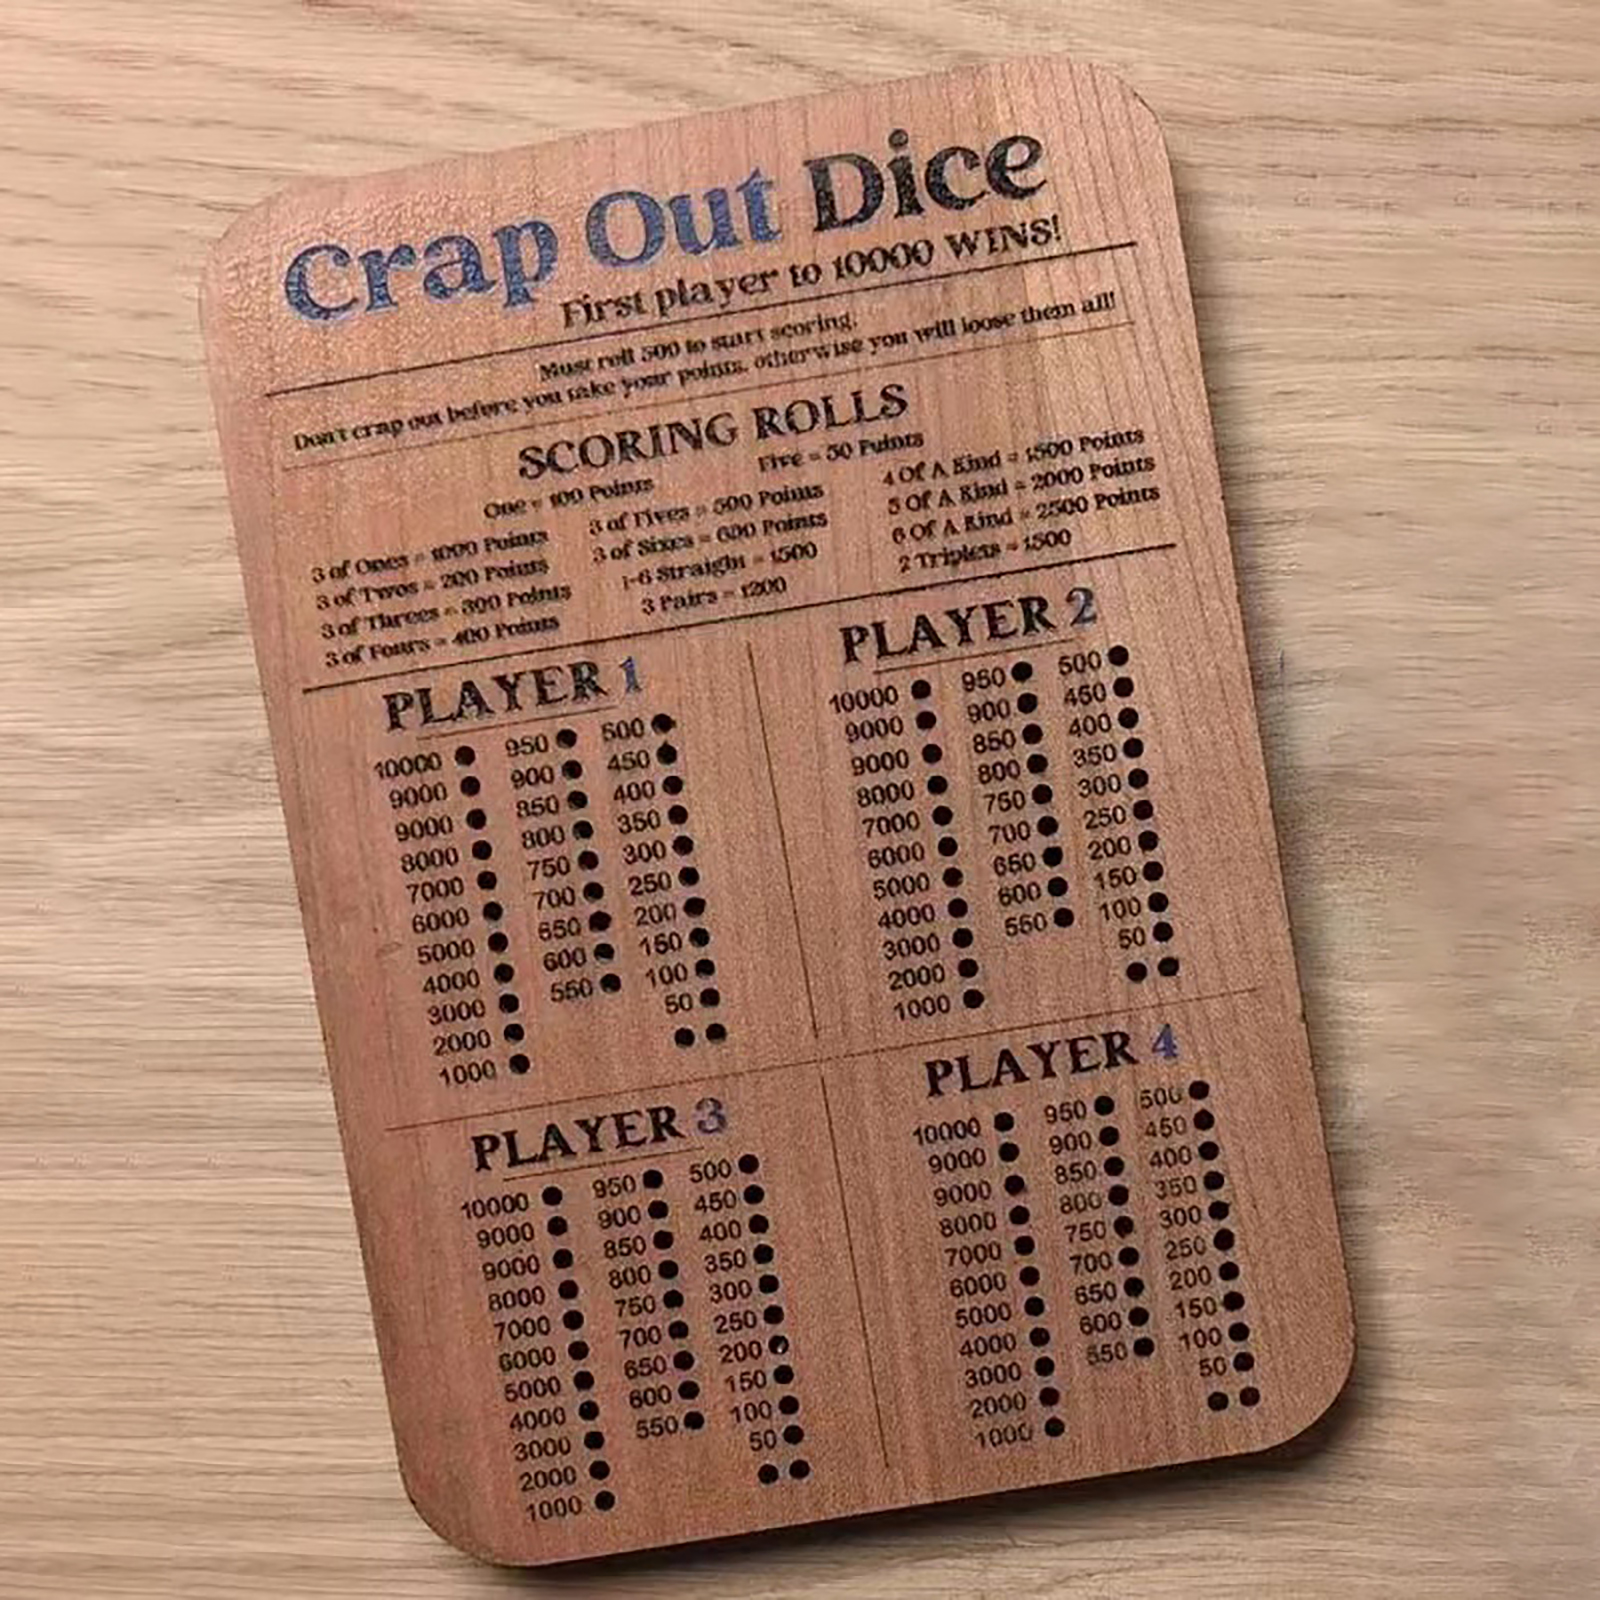 Crap Out Dice
First player to 10000 WINS!
Must roll 500 to start scoring.
Don't crap out before you take your points, otherwise you will loose them all!
SCORING ROLLS
One = 100 Points
Five = 50 Points
3 of Ones = 1000 Points
3 of Twos = 200 Points
3 of Threes = 300 Points
3 of Fours = 400 Points
3 of Fives = 500 Points
3 of Sixes = 600 Points
1-6 Straight = 1500
3 Pairs = 1200
4 Of A Kind = 1500 Points
5 Of A Kind = 2000 Points
6 Of A Kind = 2500 Points
2 Triplets = 1500
PLAYER 1
10000 950 500
9000 900 450
9000 850 400
8000 800 350
7000 750 300
6000 700 250
5000 650 200
4000 600 150
3000 550 100
2000 50
1000
PLAYER 2
10000 950 500
9000 900 450
9000 850 400
8000 800 350
7000 750 300
6000 700 250
5000 650 200
4000 600 150
3000 550 100
2000 50
1000
PLAYER 3
10000 950 500
9000 900 450
9000 850 400
8000 800 350
7000 750 300
6000 700 250
5000 650 200
4000 600 150
3000 550 100
2000 50
1000
PLAYER 4
10000 950 500
9000 900 450
9000 850 400
8000 800 350
7000 750 300
6000 700 250
5000 650 200
4000 600 150
3000 550 100
2000 50
1000